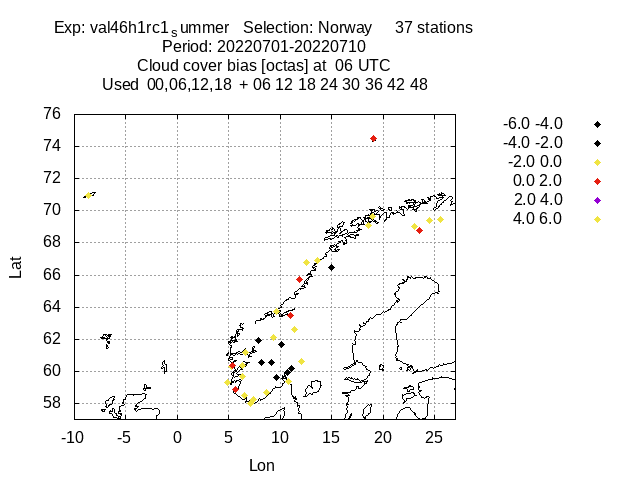 Exp: val46h1rc1summer Selection: Norway 37 stations
Period: 20220701-20220710
Cloud cover bias [octas] at 06 UTC
Used 00,06,12,18 + 06 12 18 24 30 36 42 48
76
74
72
70
68
66
64
62
60
58
Lat
-10 -5 0 5 10 15 20 25
Lon
-6.0 -4.0
-4.0 -2.0
-2.0 0.0
0.0 2.0
2.0 4.0
4.0 6.0